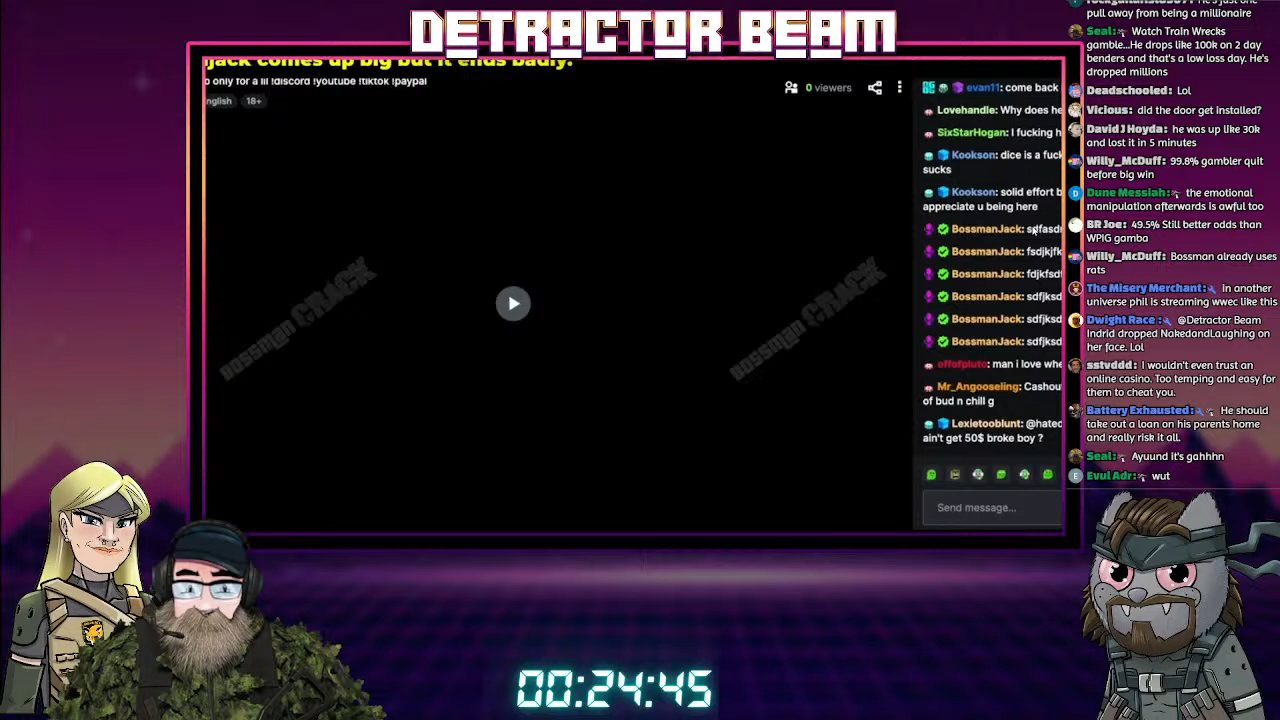 DETRACTOR BEAM
jack comes up big but it ends badly.
o only for a lil !discord !youtube !tiktok !paypal
nglish 18+
0 viewers
BOSSMAN CRACK
BOSSMAN CRACK
evan11: come back
Lovehandle: Why does he
SixStarHogan: I fucking h
Kookson: dice is a fuck
sucks
Kookson: solid effort b
appreciate u being here
BossmanJack: sdfasdr
BossmanJack: fsdjkjfk
BossmanJack: fdjkfsdf
BossmanJack: sdfjksd
BossmanJack: sdfjksd
BossmanJack: sdfjksd
offofpluto: man i love whe
Mr_Angooseling: Cashou
of bud n chill g
Lexietooblunt: @hated
ain't get 50$ broke boy ?
Send message...
He's just one
pull away from being a millionaire
Seal: Watch Train Wrecks
gamble...He drops like 100k on 2 day
benders and that's a low loss day. He's
dropped millions
Deadschooled: Lol
Vicious: did the door get installed?
David J Hoyda: he was up like 30k
and lost it in 5 minutes
Willy_McDuff: 99.8% gambler quit
before big win
Dune Messiah: the emotional
manipulation afterwards is awful too
BR Joe: 49.5% Still better odds than
WPIG gamba
Willy_McDuff: Bossman already uses
rats
The Misery Merchant: In another
universe phil is streaming wwec like this
Dwight Race: @Detractor Beam
Indrid dropped NakedandLaughing on
her face. Lol
sstvddd: I wouldn't even trust an
online casino. Too temping and easy for
them to cheat you.
Battery Exhausted: He should
take out a loan on his parents home
and really risk it all.
Seal: Ayuund it's gahhhn
E Evul Adr: wut
00:24:45